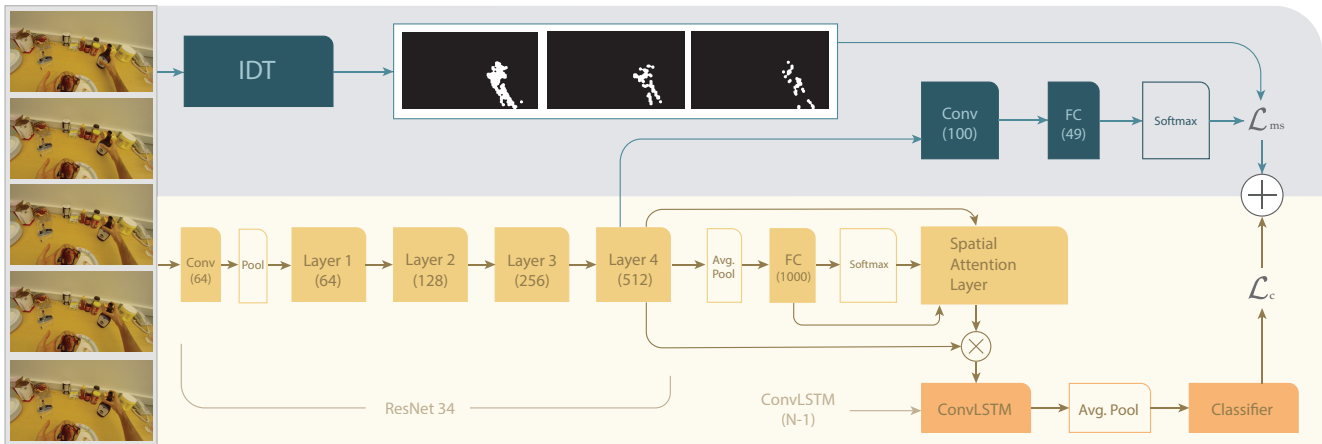 IDT
Conv
(100)
FC
(49)
Softmax
ℒms
Conv
(64)
Pool
Layer 1
(64)
Layer 2
(128)
Layer 3
(256)
Layer 4
(512)
Avg.
Pool
FC
(1000)
Softmax
Spatial
Attention
Layer
ℒc
ResNet 34
ConvLSTM
(N-1)
ConvLSTM
Avg. Pool
Classifier